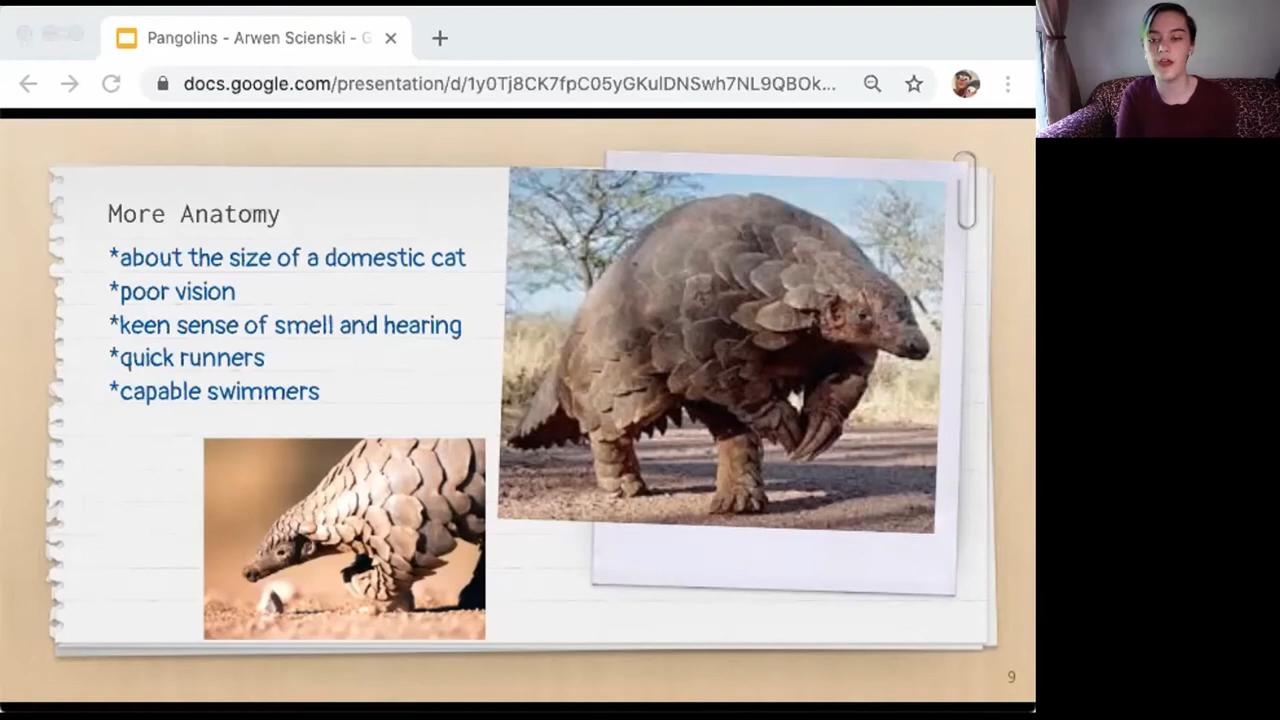 Pangolins - Arwen Scienski - G
docs.google.com/presentation/d/1y0Tj8CK7fpC05yGKulDNSwh7NL9QBOk...
More Anatomy
*about the size of a domestic cat
*poor vision
*keen sense of smell and hearing
*quick runners
*capable swimmers
9